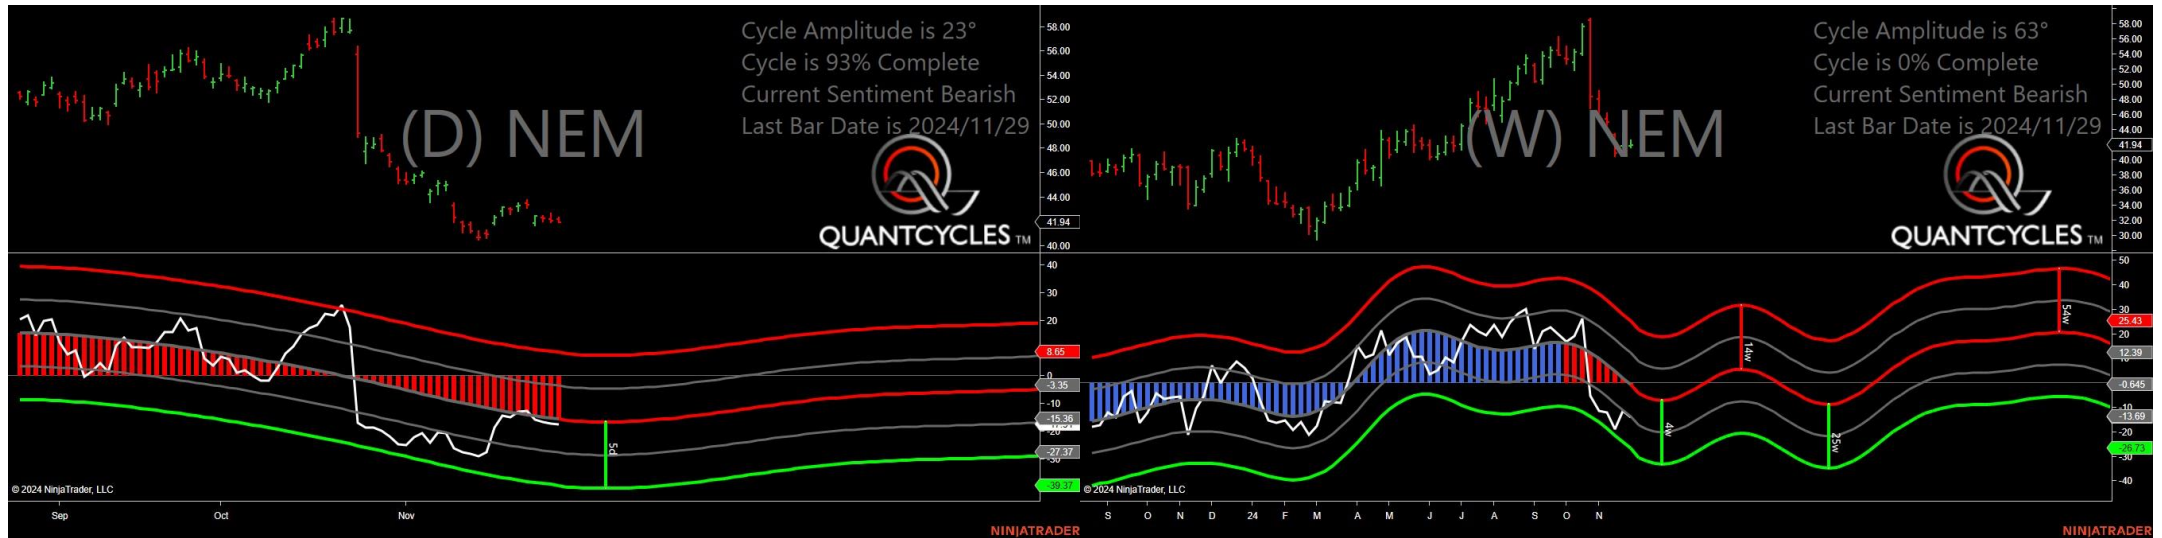 Cycle Amplitude is 23°
Cycle is 93% Complete
Current Sentiment Bearish
Last Bar Date is 2024/11/29
(D) NEM
QUANTCYCLES TM
58.00
56.00
54.00
52.00
50.00
48.00
46.00
44.00
41.94
40.00
40
30
20
8.65
0
-3.35
-10
-15.36
-27.37
-30
-39.37
5d
© 2024 NinjaTrader, LLC
Sep Oct Nov
NINJATRADER
Cycle Amplitude is 63°
Cycle is 0% Complete
Current Sentiment Bearish
Last Bar Date is 2024/11/29
(W) NEM
QUANTCYCLES TM
58.00
56.00
54.00
52.00
50.00
48.00
46.00
44.00
41.94
40.00
38.00
36.00
34.00
32.00
30.00
50
40
30
25.43
20
12.39
10
-0.645
-10
-13.69
-20
-26.73
-30
-40
4w
14w
25w
54w
© 2024 NinjaTrader, LLC
S O N D 24 F M A M J J A S O N
NINJATRADER